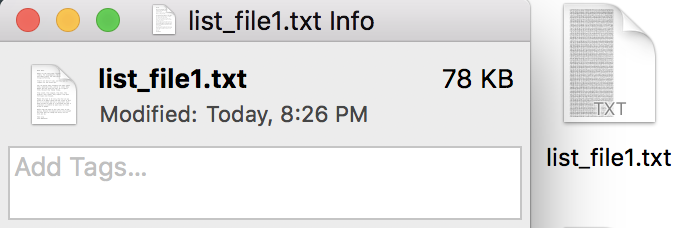 list_file1.txt Info
list_file1.txt 78 KB
Modified: Today, 8:26 PM
Add Tags...
TXT
list_file1.txt